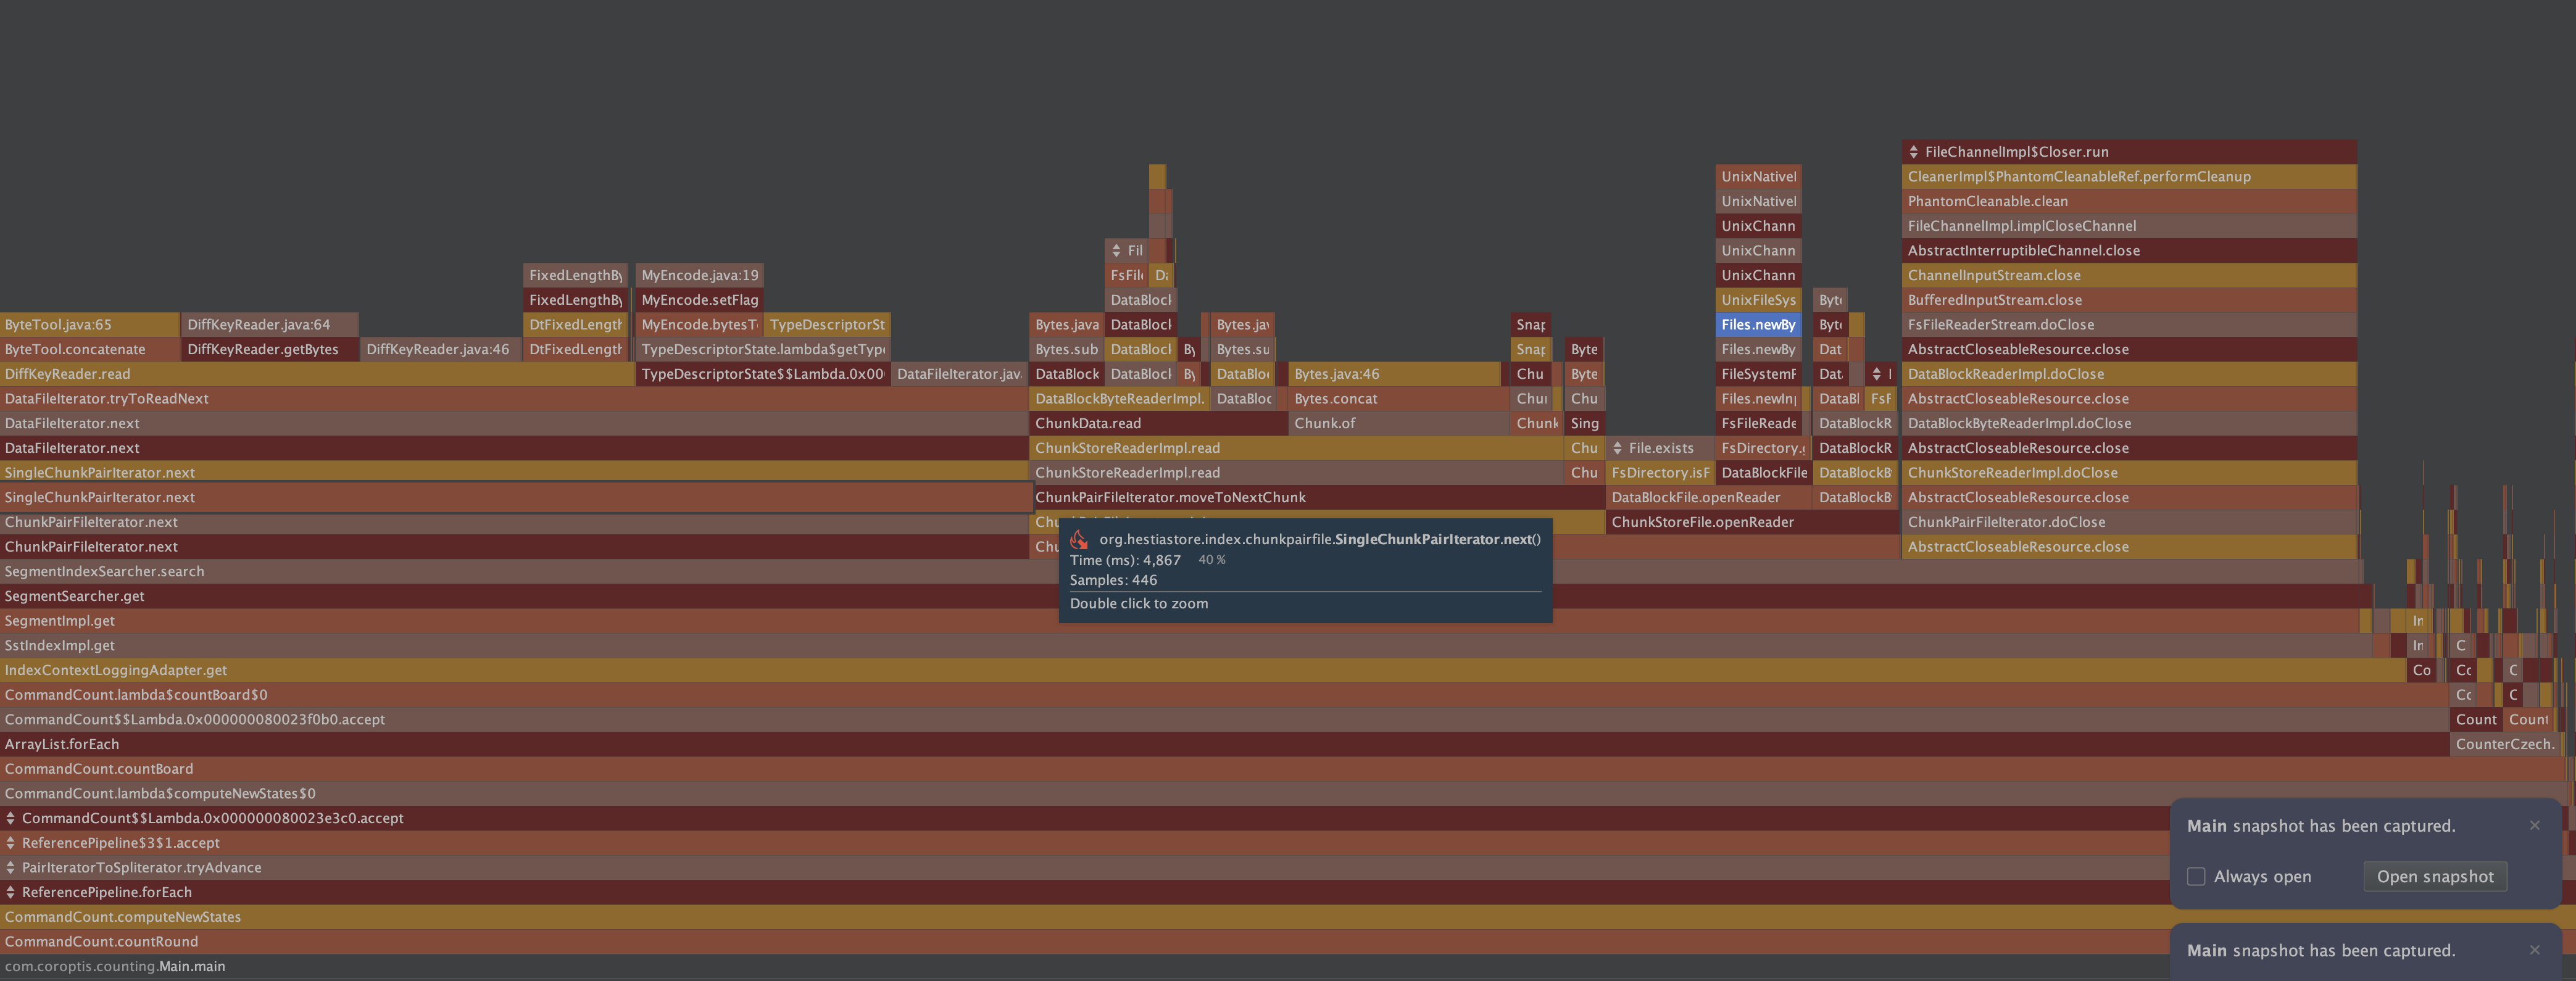 FileChannelImpl$Closer.run
UnixNativel CleanerImpl$PhantomCleanableRef.performCleanup
UnixNativel PhantomCleanable.clean
UnixChann FileChannelImpl.implCloseChannel
Fil UnixChann AbstractInterruptibleChannel.close
FixedLengthBy MyEncode.java:19 FsFil UnixChann ChannelInputStream.close
FixedLengthBy MyEncode.setFlag DataBlock UnixFileSys Byt BufferedInputStream.close
ByteTool.java:65 DiffKeyReader.java:64 DtFixedLength MyEncode.bytesT TypeDescriptorSt Bytes.java DataBlock Bytes.jav Snap Files.newBy Byt FsFileReaderStream.doClose
ByteTool.concatenate DiffKeyReader.getBytes DiffKeyReader.java:46 DtFixedLength TypeDescriptorState.lambda$getType Bytes.sub DataBlock By Bytes.su Snap Byte Files.newBy Dat AbstractCloseableResource.close
DiffKeyReader.read TypeDescriptorState$$Lambda.0x00 DataFileIterator.jav DataBlock DataBlock By DataBlo Bytes.java:46 Chu Byte FileSystemP Dat DataBlockReaderImpl.doClose
DataFileIterator.tryToReadNext DataBlockByteReaderImpl. DataBloc Bytes.concat Chu Chu Files.newInp DataBl FsF AbstractCloseableResource.close
DataFileIterator.next ChunkData.read Chunk.of Chunk Sing FsFileReade DataBlockR DataBlockByteReaderImpl.doClose
DataFileIterator.next ChunkStoreReaderImpl.read Chu File.exists FsDirectory.g DataBlockR AbstractCloseableResource.close
SingleChunkPairIterator.next ChunkStoreReaderImpl.read Chu FsDirectory.isF DataBlockFile DataBlockB ChunkStoreReaderImpl.doClose
SingleChunkPairIterator.next ChunkPairFileIterator.moveToNextChunk DataBlockFile.openReader DataBlockB AbstractCloseableResource.close
ChunkPairFileIterator.next ChunkStoreFile.openReader ChunkPairFileIterator.doClose
ChunkPairFileIterator.next Chu AbstractCloseableResource.close
org.hestiastore.index.chunkpairfile.SingleChunkPairIterator.next()
Time (ms): 4,867 40 %
Samples: 446
Double click to zoom
SegmentIndexSearcher.search
SegmentSearcher.get
SegmentImpl.get In
SstIndexImpl.get In C
IndexContextLoggingAdapter.get Co Cc C
CommandCount.lambda$countBoard$0 Cc C
CommandCount$$Lambda.0x000000080023f0b0.accept Count Count
ArrayList.forEach CounterCzech.
CommandCount.countBoard
CommandCount.lambda$computeNewStates$0
CommandCount$$Lambda.0x000000080023e3c0.accept
ReferencePipeline$3$1.accept
PairIteratorToSpliterator.tryAdvance
ReferencePipeline.forEach
CommandCount.computeNewStates
CommandCount.countRound
com.coroptis.counting.Main.main
Main snapshot has been captured.
Always open Open snapshot
Main snapshot has been captured.